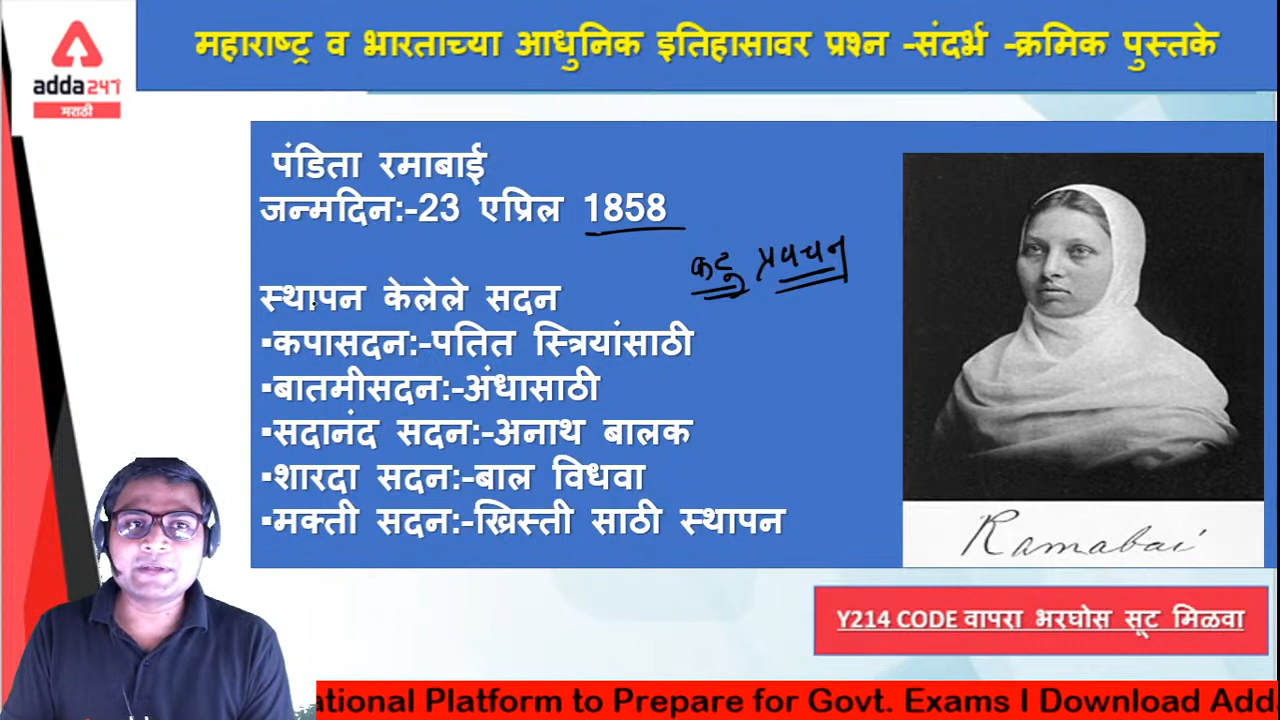 महाराष्ट्र व भारताच्या आधुनिक इतिहासावर प्रश्न -संदर्भ -क्रमिक पुस्तके
adda247
मराठी
पंडिता रमाबाई
जन्मदिन:-23 एप्रिल 1858
कटू प्रवचन
स्थापन केलेले सदन
▪कपासदन:-पतित स्त्रियांसाठी
▪बातमीसदन:-अंधासाठी
▪सदानंद सदन:-अनाथ बालक
▪शारदा सदन:-बाल विधवा
▪मक्ती सदन:-ख्रिस्ती साठी स्थापन
Ramabai
Y214 CODE वापरा भरघोस सूट मिळवा
ational Platform to Prepare for Govt. Exams I Download Add